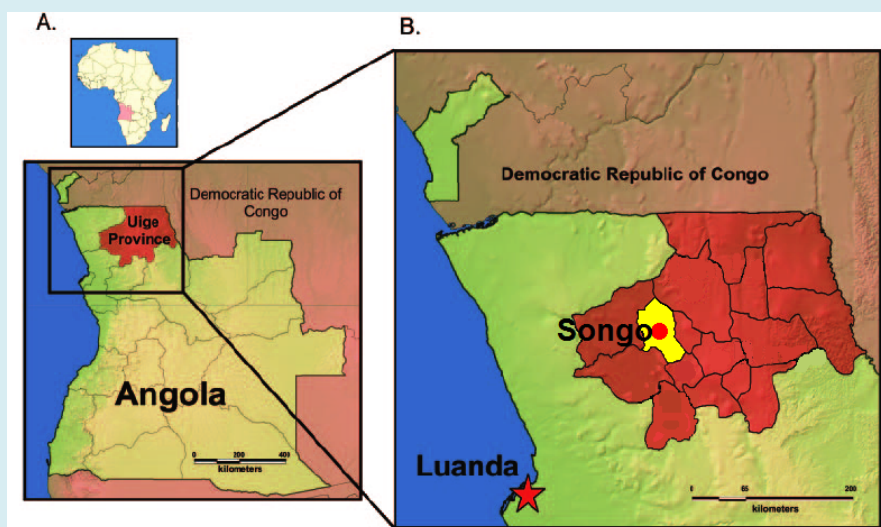 A.
B.
Democratic Republic of
Congo
Uige
Province
Angola
0 200 400
kilometers
Democratic Republic of Congo
Songo
Luanda
0 65 200
kilometers